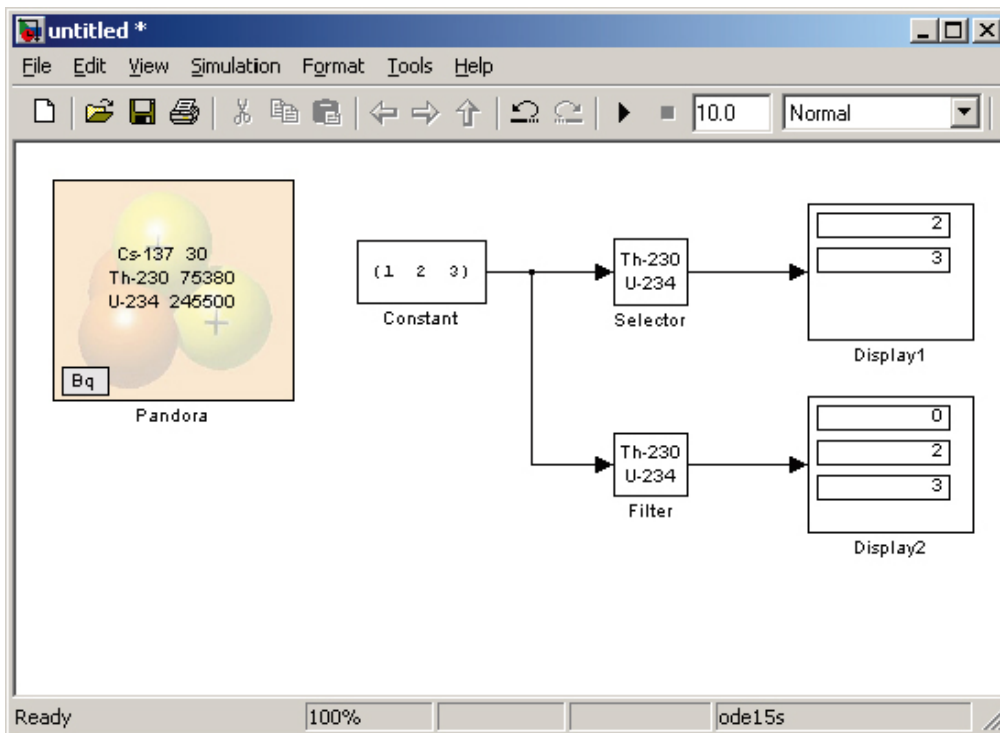 untitled *
File Edit View Simulation Format Tools Help
10.0 Normal
Cs-137 30
Th-230 75380
U-234 245500
Bq
Pandora
(1 2 3)
Constant
Th-230
U-234
Selector
2
3
Display1
Th-230
U-234
Filter
0
2
3
Display2
Ready 100% ode15s